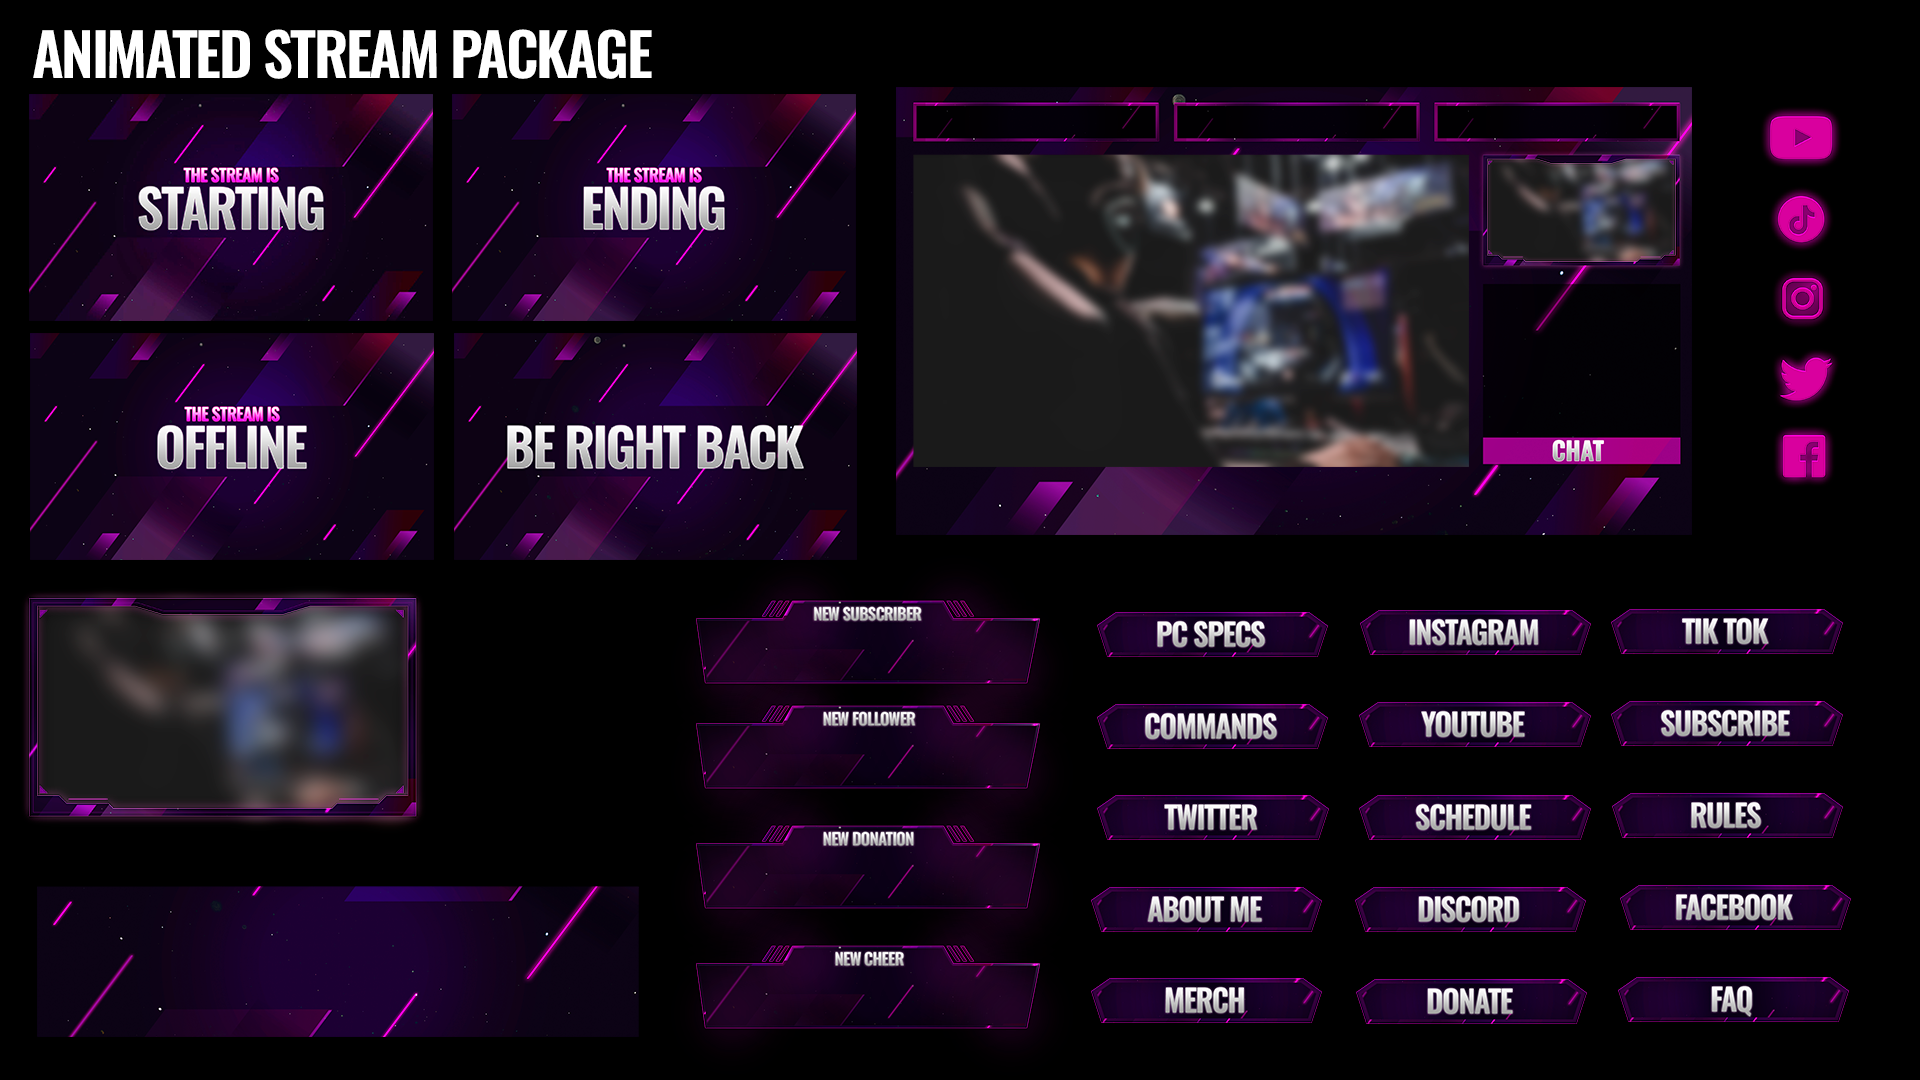 ANIMATED STREAM PACKAGE
THE STREAM IS
STARTING
THE STREAM IS
ENDING
THE STREAM IS
OFFLINE
BE RIGHT BACK
CHAT
NEW SUBSCRIBER
NEW FOLLOWER
NEW DONATION
NEW CHEER
PC SPECS
INSTAGRAM
TIK TOK
COMMANDS
YOUTUBE
SUBSCRIBE
TWITTER
SCHEDULE
RULES
ABOUT ME
DISCORD
FACEBOOK
MERCH
DONATE
FAQ